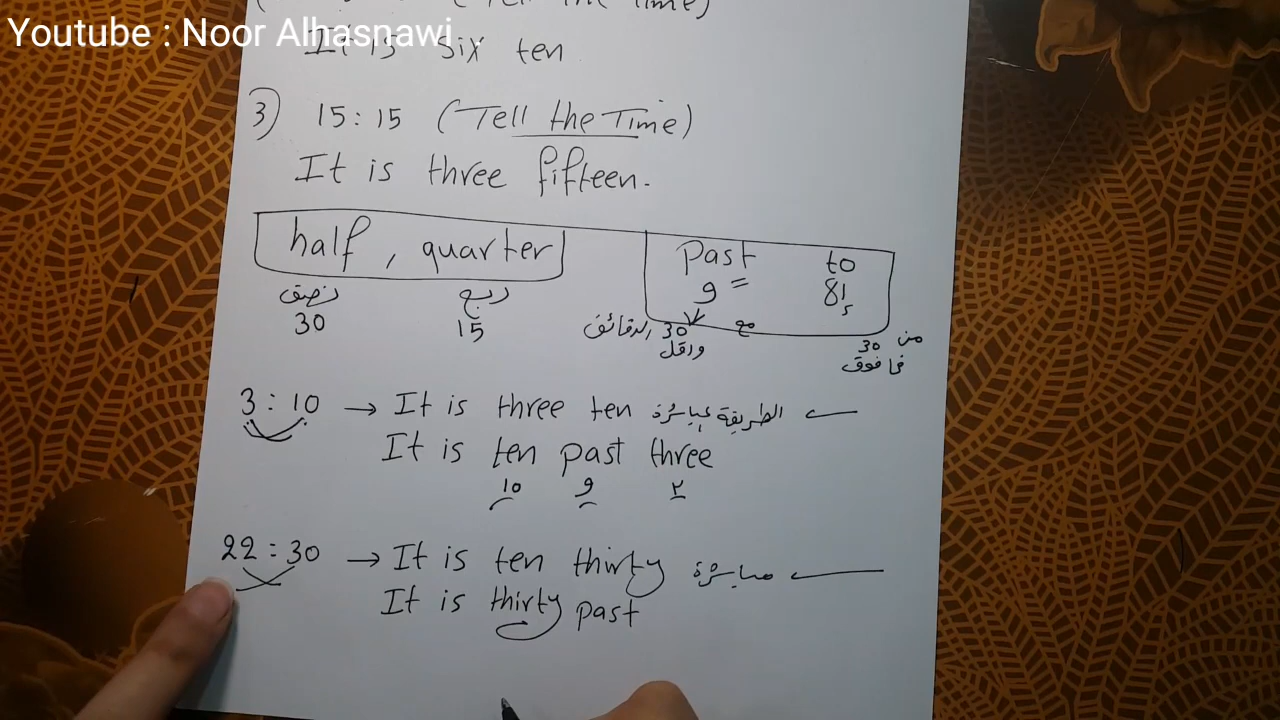 (Tell the Time)
Youtube : Noor Alhasnawi
It is six ten
3) 15:15 (Tell the Time)
It is three fifteen.
half , quarter
past to
نصف ربع
و
30 15
30 الدقائق مع
واقل
من 30
فما فوق
3:10 → It is three ten الطريقة
It is ten past three
10 و
22:30 → It is ten thirty مباشرة
It is thirty past